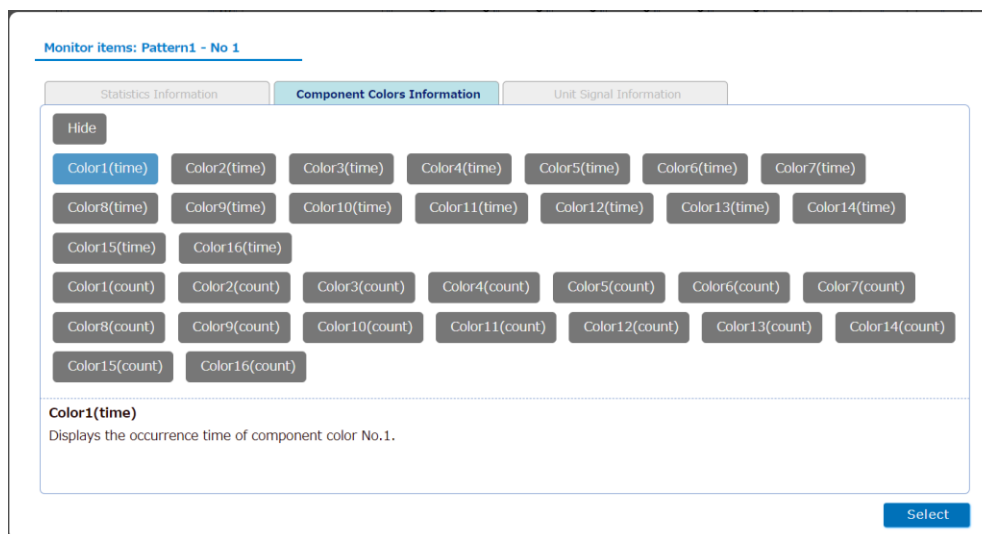 Monitor items: Pattern1 - No 1
Statistics Information Component Colors Information Unit Signal Information
Hide
Color1(time) Color2(time) Color3(time) Color4(time) Color5(time) Color6(time) Color7(time)
Color8(time) Color9(time) Color10(time) Color11(time) Color12(time) Color13(time) Color14(time)
Color15(time) Color16(time)
Color1(count) Color2(count) Color3(count) Color4(count) Color5(count) Color6(count) Color7(count)
Color8(count) Color9(count) Color10(count) Color11(count) Color12(count) Color13(count) Color14(count)
Color15(count) Color16(count)
Color1(time)
Displays the occurrence time of component color No.1.
Select